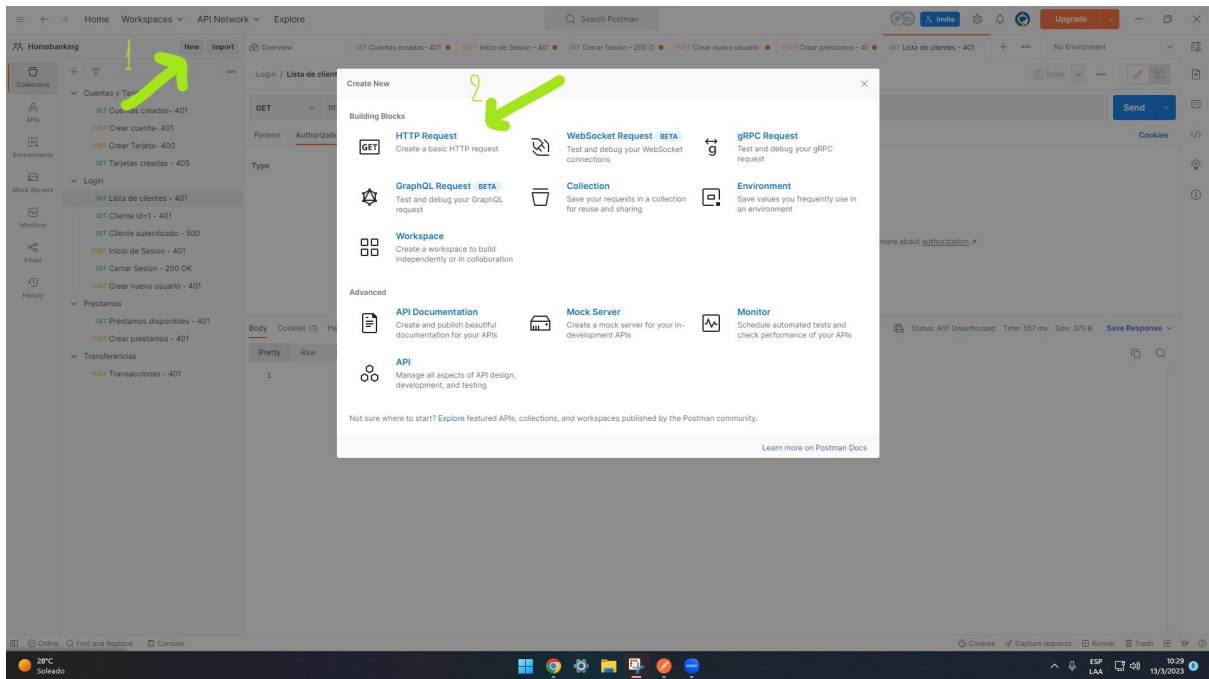 Home Workspaces API Network Explore Search Postman Invite Upgrade
Homebanking New Import Overview GET Cuentas creadas- 401 POST Inicio de Sesion - 401 GET Cerrar Sesion - 200 O POST Crear nuevo usuario POST Crear prestamos - 4( GET Lista de clientes - 401 + No Environment
1
2
Collections
APIs
Environments
Mock Servers
Monitors
Flows
History
Cuentas y Tarj
GET Cuentas creadas- 401
POST Crear cuenta- 401
POST Crear Tarjeta- 400
GET Tarjetas creadas - 405
Login
GET Lista de clientes - 401
GET Cliente id=1 - 401
GET Cliente autenticado - 500
POST Inicio de Sesion - 401
GET Cerrar Sesion - 200 OK
POST Crear nuevo usuario - 401
Prestamos
GET Prestamos disponibles - 401
POST Crear prestamos - 401
Transferencias
POST Transacciones - 401
Login / Lista de client
Save
GET ht
Send
Params Authorizatio
Cookies
Type
more about authorization
Create New
Building Blocks
GET
HTTP Request
Create a basic HTTP request
WebSocket Request BETA
Test and debug your WebSocket
connections
gRPC Request
Test and debug your gRPC
request
GraphQL Request BETA
Test and debug your GraphQL
request
Collection
Save your requests in a collection
for reuse and sharing
Environment
Save values you frequently use in
an environment
Workspace
Create a workspace to build
independently or in collaboration
Advanced
API Documentation
Create and publish beautiful
documentation for your APIs
Mock Server
Create a mock server for your in-
development APIs
Monitor
Schedule automated tests and
check performance of your APIs
API
Manage all aspects of API design,
development, and testing
Not sure where to start? Explore featured APIs, collections, and workspaces published by the Postman community.
Learn more on Postman Docs
Body Cookies (1) He
Status: 401 Unauthorized Time: 557 ms Size: 370 B Save Response
Pretty Raw
1
Online Find and Replace Console
Cookies Capture requests Runner Trash
28°C
Soleado
ESP
LAA
10:29
13/3/2023